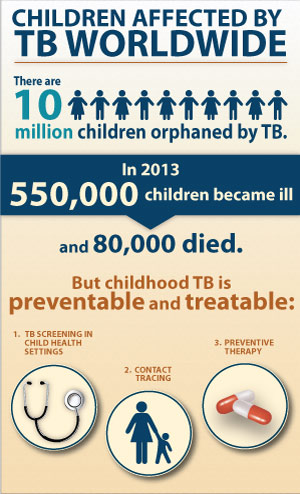 CHILDREN AFFECTED BY
TB WORLDWIDE
There are
10
million children orphaned by TB.
In 2013
550,000 children became ill
and 80,000 died.
But childhood TB is
preventable and treatable:
1. TB SCREENING IN
CHILD HEALTH
SETTINGS
2. CONTACT
TRACING
3. PREVENTIVE
THERAPY